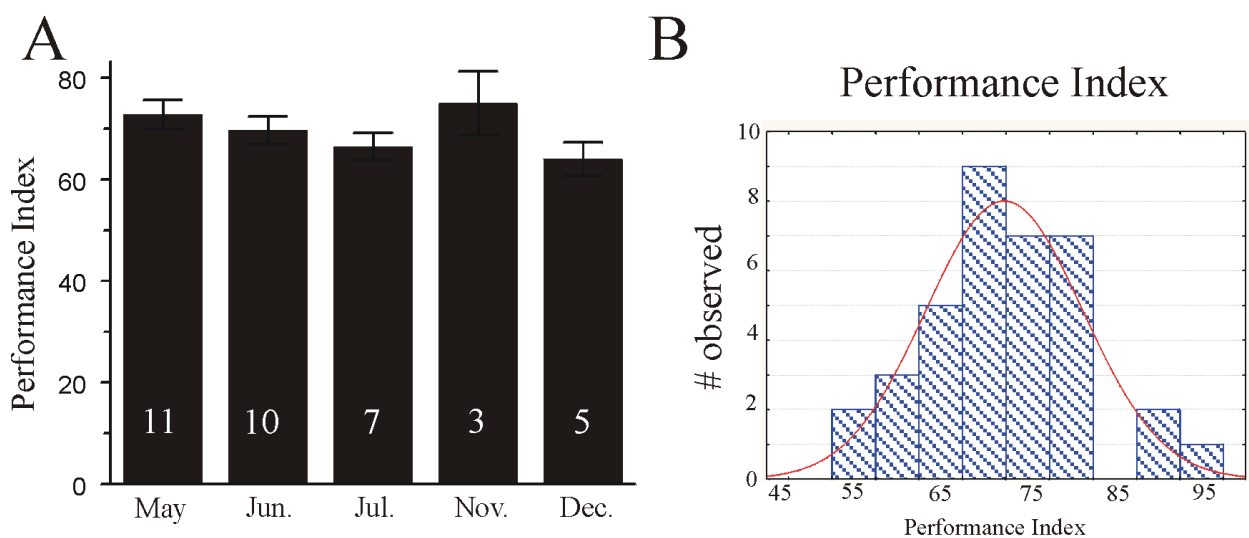 A
Performance Index
80
60
40
20
0
11
10
7
3
5
May
Jun.
Jul.
Nov.
Dec.
B
Performance Index
# observed
10
8
6
4
2
0
45
55
65
75
85
95
Performance Index